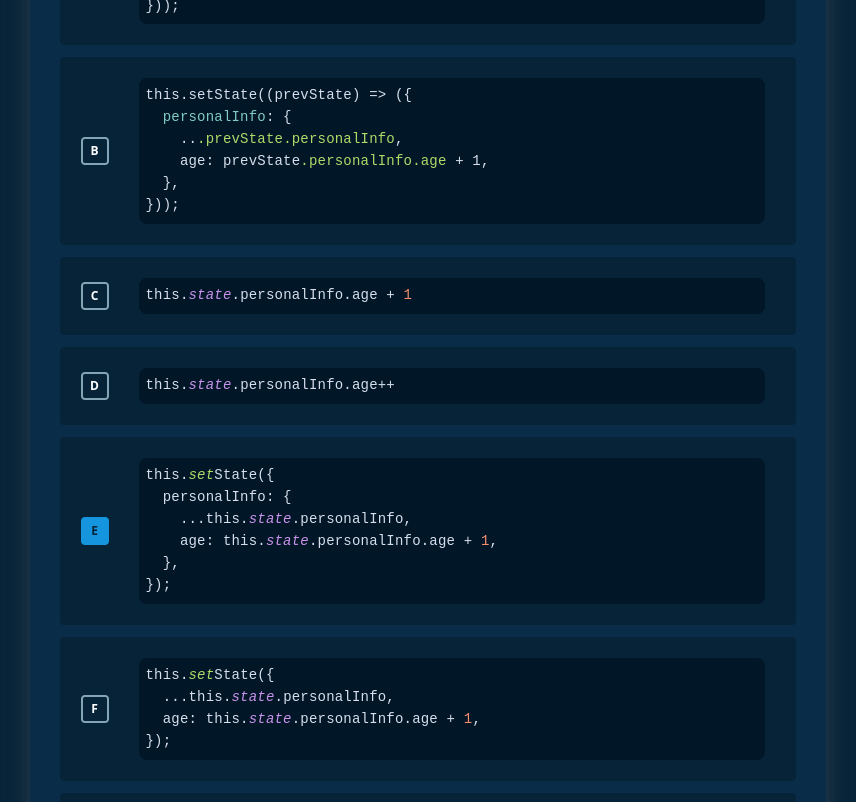 }));
B
this.setState((prevState) => ({
  personalInfo: {
    ...prevState.personalInfo,
    age: prevState.personalInfo.age + 1,
  },
}));
C
this.state.personalInfo.age + 1
D
this.state.personalInfo.age++
E
this.setState({
  personalInfo: {
    ...this.state.personalInfo,
    age: this.state.personalInfo.age + 1,
  },
});
F
this.setState({
  ...this.state.personalInfo,
  age: this.state.personalInfo.age + 1,
});